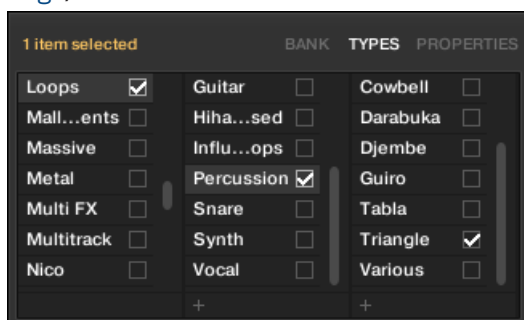 1 item selected BANK TYPES PROPERTIES
Loops Guitar Cowbell
Mall...ents Hiha...sed Darabuka
Massive Influ...ops Djembe
Metal Percussion Guiro
Multi FX Snare Tabla
Multitrack Synth Triangle
Nico Vocal Various
+ +